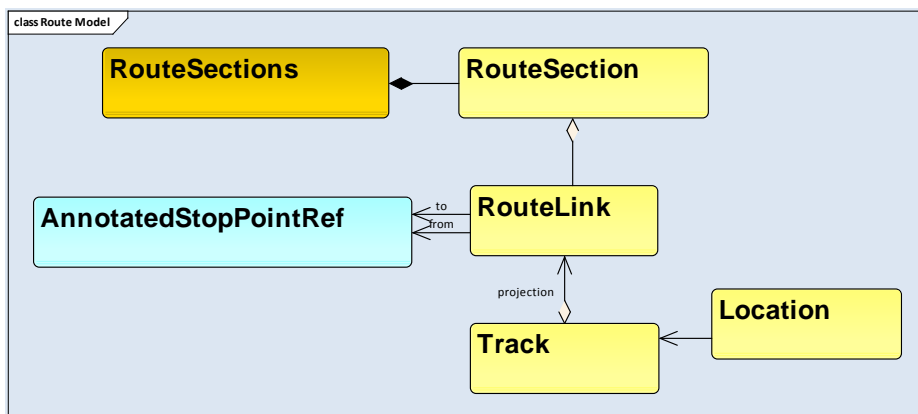 class Route Model
RouteSections
RouteSection
AnnotatedStopPointRef
to
from
RouteLink
projection
Track
Location